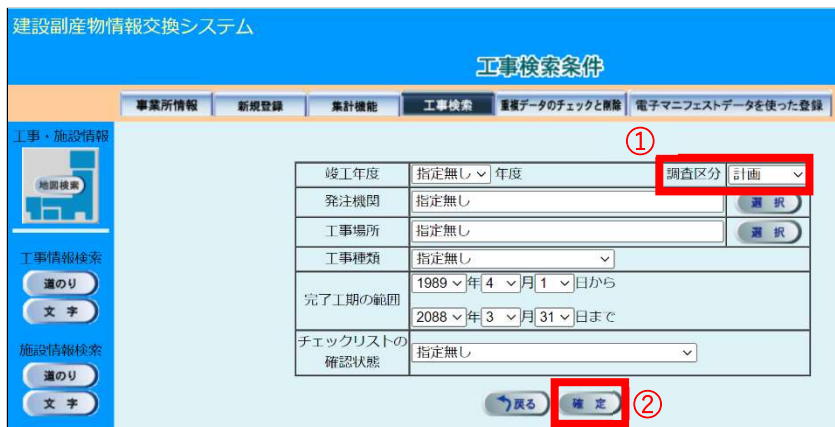 建設副産物情報交換システム
工事検索条件
事業所情報 新規登録 集計機能 工事検索 重複データのチェックと削除 電子マニフェストデータを使った登録
工事・施設情報
地図検索
工事情報検索
道のり
文字
施設情報検索
道のり
文字
①
竣工年度 指定無し 年度 調査区分 計画
発注機関 指定無し 選択
工事場所 指定無し 選択
工事種類 指定無し
完了工期の範囲 1989 年 4 月 1 日から
2088 年 3 月 31 日まで
チェックリストの
確認状態 指定無し
戻る 確定 ②